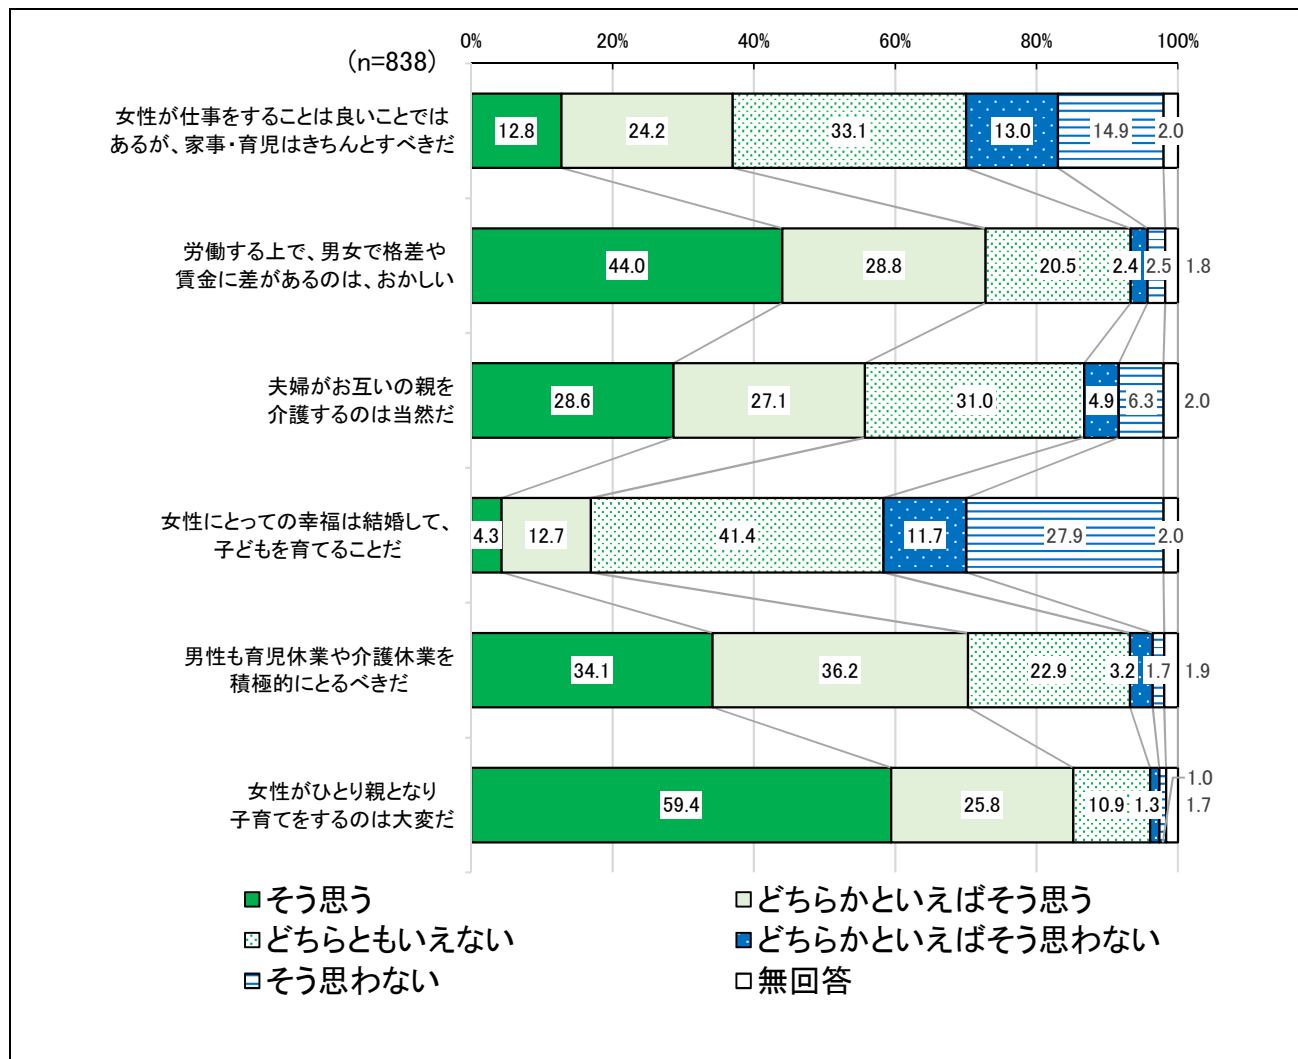 0% 20% 40% 60% 80% 100%
(n=838)
女性が仕事をすることは良いことでは
あるが、家事・育児はきちんとすべきだ
12.8 24.2 33.1 13.0 14.9 2.0
労働する上で、男女で格差や
賃金に差があるのは、おかしい
44.0 28.8 20.5 2.4 2.5 1.8
夫婦がお互いの親を
介護するのは当然だ
28.6 27.1 31.0 4.9 6.3 2.0
女性にとっての幸福は結婚して、
子どもを育てることだ
4.3 12.7 41.4 11.7 27.9 2.0
男性も育児休業や介護休業を
積極的にとるべきだ
34.1 36.2 22.9 3.2 1.7 1.9
女性がひとり親となり
子育てをするのは大変だ
59.4 25.8 10.9 1.3 1.0 1.7
そう思う どちらかといえばそう思う
どちらともいえない どちらかといえばそう思わない
そう思わない 無回答